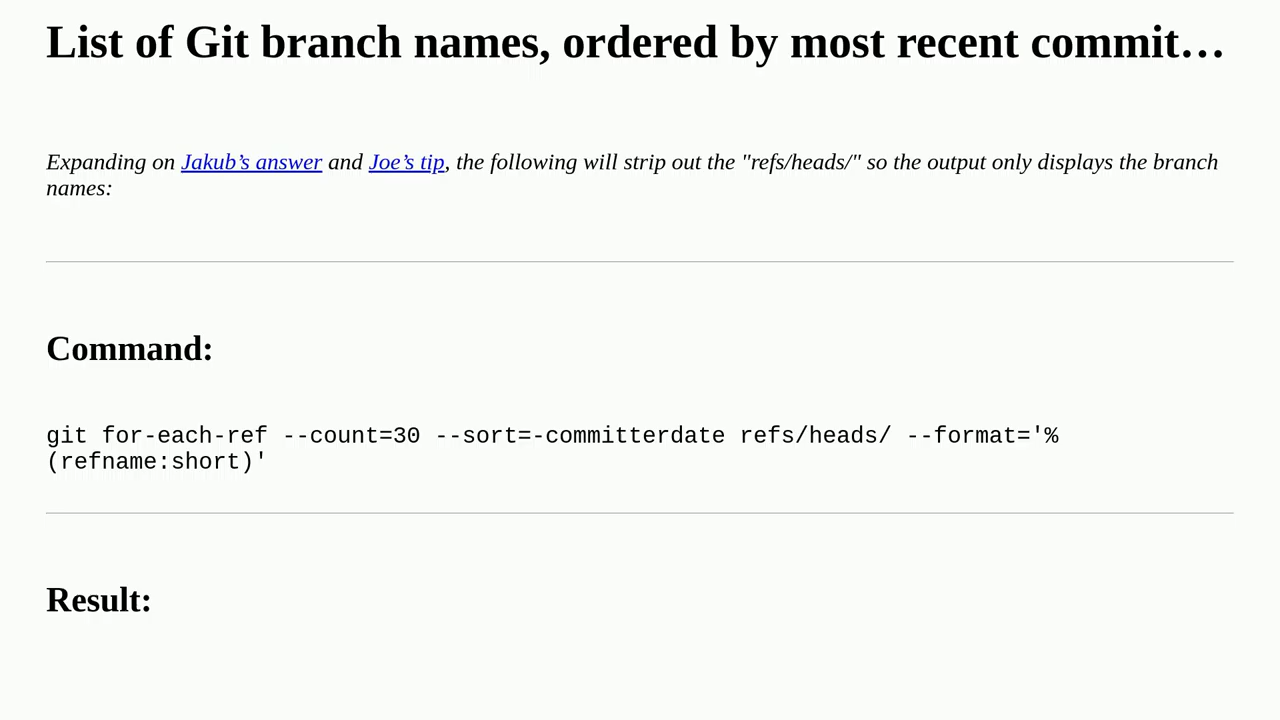 List of Git branch names, ordered by most recent commit…
Expanding on Jakub’s answer and Joe’s tip, the following will strip out the "refs/heads/" so the output only displays the branch
names:
Command:
git for-each-ref --count=30 --sort=-committerdate refs/heads/ --format='%
(refname:short)'
Result: